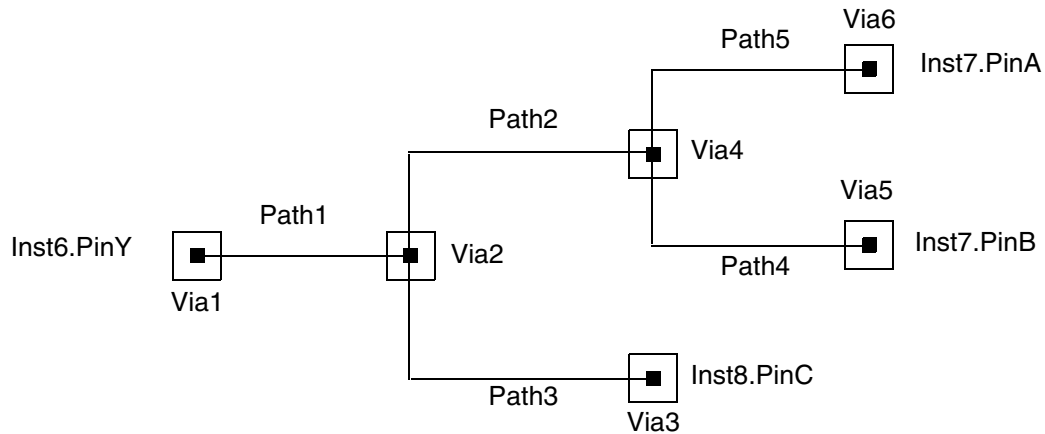 Via6
Path5
Inst7.PinA
Path2
Via4
Via5
Path1
Inst6.PinY
Via2
Inst7.PinB
Path4
Via1
Inst8.PinC
Path3
Via3